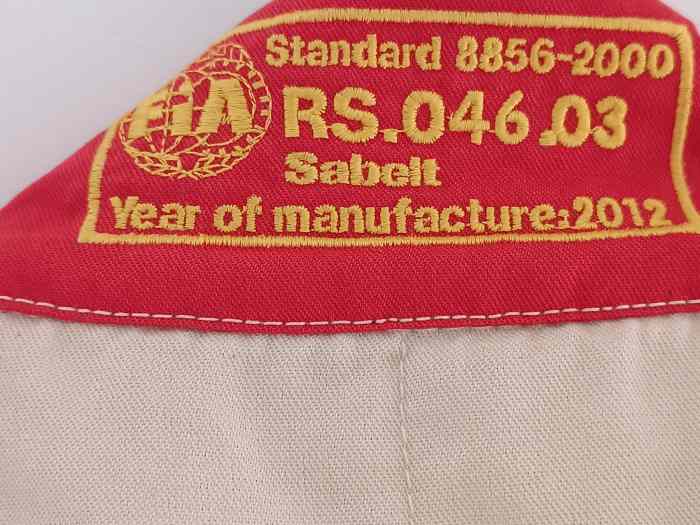 Standard 8856-2000
FIA
RS.046.03
Sabelt
Year of manufacture:2012